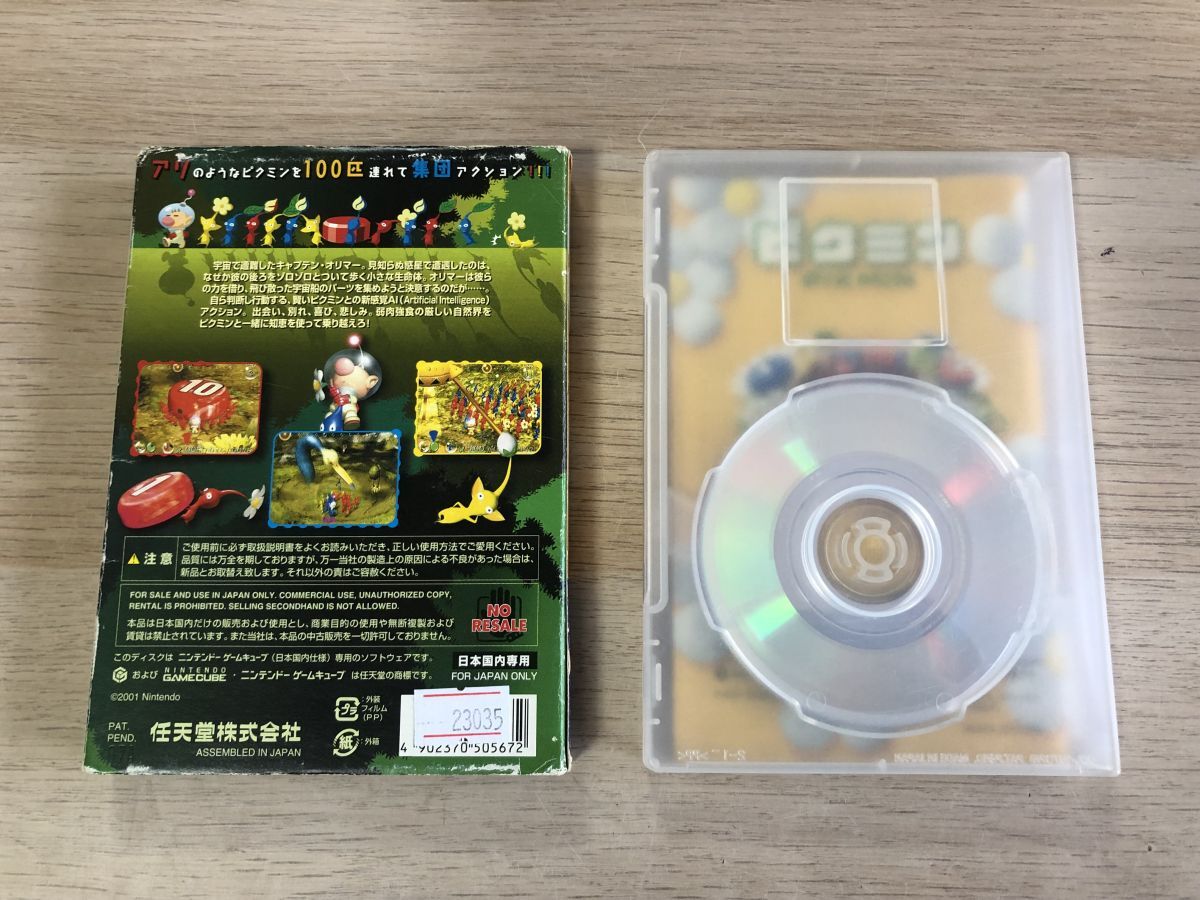 アリのようなピクミンを100匹連れて集団アクション!!!
宇宙で遭難したキャプテン・オリマー。見知らぬ惑星で遭遇したのは、
なぜか彼の後ろをゾロゾロとついて歩く小さな生命体。オリマーは彼ら
の力を借り、飛び散った宇宙船のパーツを集めようと決意するのだが……。
自ら判断し行動する、賢いピクミンとの新感覚AI（Artificial Intelligence）
アクション。出会い、別れ、喜び、悲しみ。弱肉強食の厳しい自然界を
ピクミンと一緒に知恵を使って乗り越えろ!
10
1
注意
ご使用前に必ず取扱説明書をよくお読みいただき、正しい使用方法でご愛用ください。
品質には万全を期しておりますが、万一当社の製造上の原因による不良があった場合は、
新品とお取替え致します。それ以外の責はご容赦ください。
FOR SALE AND USE IN JAPAN ONLY. COMMERCIAL USE, UNAUTHORIZED COPY,
RENTAL IS PROHIBITED. SELLING SECONDHAND IS NOT ALLOWED.
本品は日本国内だけの販売および使用とし、商業目的の使用や無断複製および
賃貸は禁止されています。また当社は、本品の中古販売を一切許可しておりません。
NO
RESALE
このディスクは ニンテンドー ゲームキューブ（日本国内仕様）専用のソフトウェアです。
および NINTENDO GAMECUBE・ニンテンドー ゲームキューブ は任天堂の商標です。
日本国内専用
FOR JAPAN ONLY
©2001 Nintendo
PAT.
PEND.
任天堂株式会社
ASSEMBLED IN JAPAN
プラ
:外装
フィルム
(PP)
紙
:外箱
23035
4 902370 505672
ピクミン